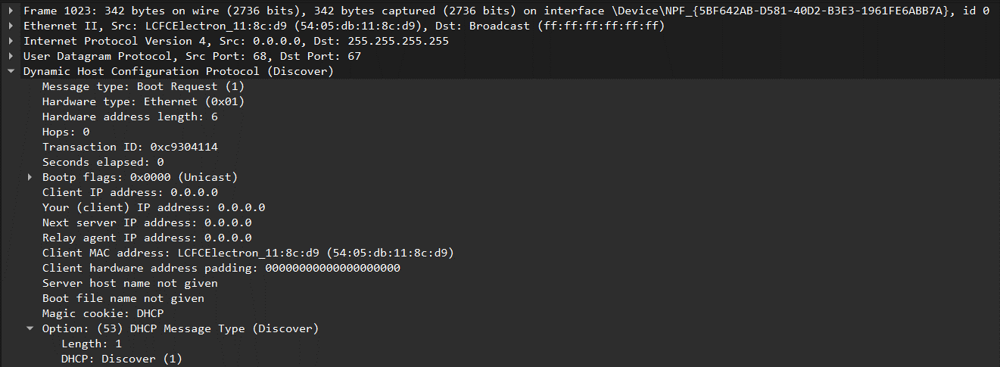 Frame 1023: 342 bytes on wire (2736 bits), 342 bytes captured (2736 bits) on interface \Device\NPF_{5BF642AB-D581-40D2-B3E3-1961FE6ABB7A}, id 0
Ethernet II, Src: LCFCElectron_11:8c:d9 (54:05:db:11:8c:d9), Dst: Broadcast (ff:ff:ff:ff:ff:ff)
Internet Protocol Version 4, Src: 0.0.0.0, Dst: 255.255.255.255
User Datagram Protocol, Src Port: 68, Dst Port: 67
Dynamic Host Configuration Protocol (Discover)
Message type: Boot Request (1)
Hardware type: Ethernet (0x01)
Hardware address length: 6
Hops: 0
Transaction ID: 0xc9304114
Seconds elapsed: 0
Bootp flags: 0x0000 (Unicast)
Client IP address: 0.0.0.0
Your (client) IP address: 0.0.0.0
Next server IP address: 0.0.0.0
Relay agent IP address: 0.0.0.0
Client MAC address: LCFCElectron_11:8c:d9 (54:05:db:11:8c:d9)
Client hardware address padding: 00000000000000000000
Server host name not given
Boot file name not given
Magic cookie: DHCP
Option: (53) DHCP Message Type (Discover)
Length: 1
DHCP: Discover (1)